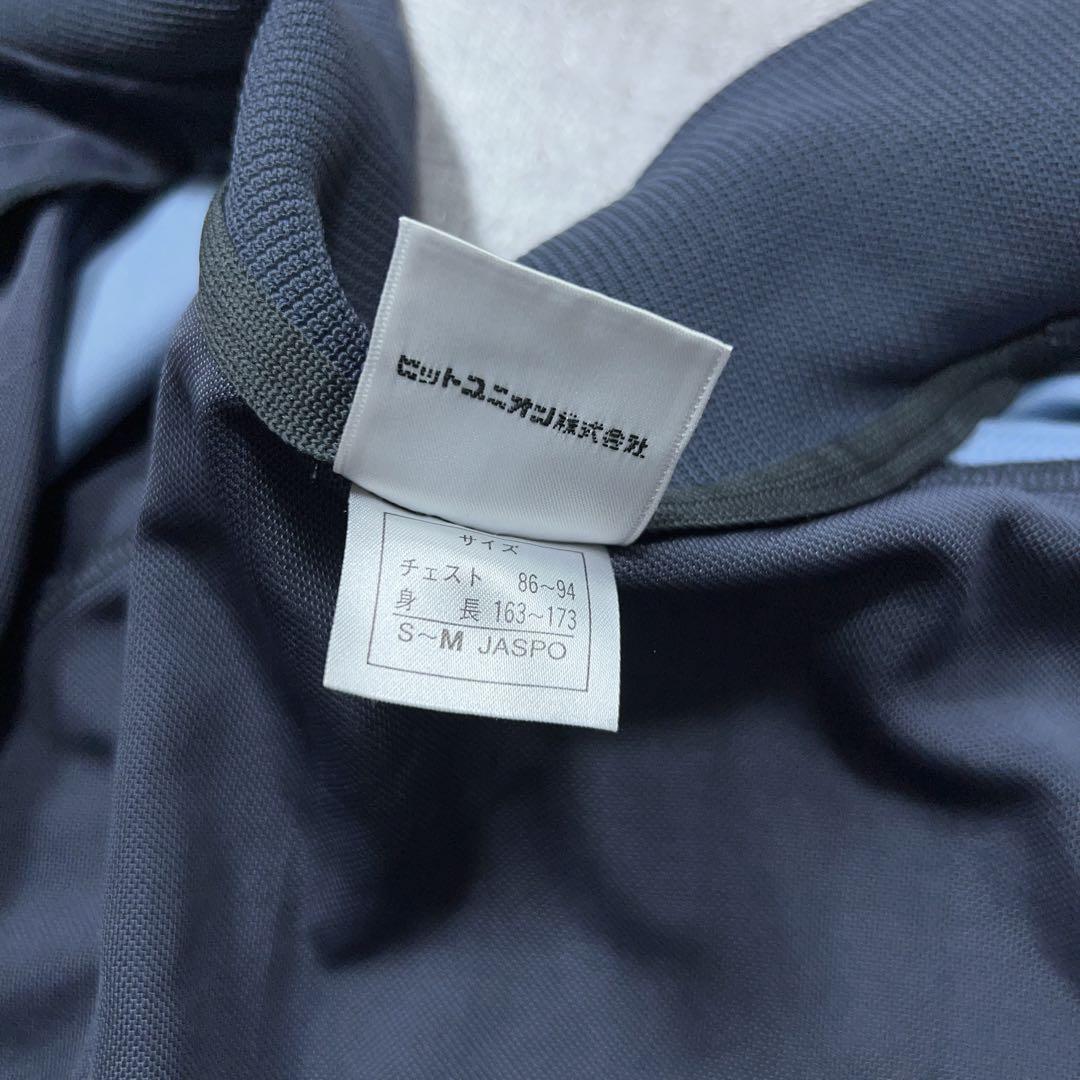 ヒットユニオン株式会社
サイズ
チェスト 86~94
身長 163~173
S~M JASPO